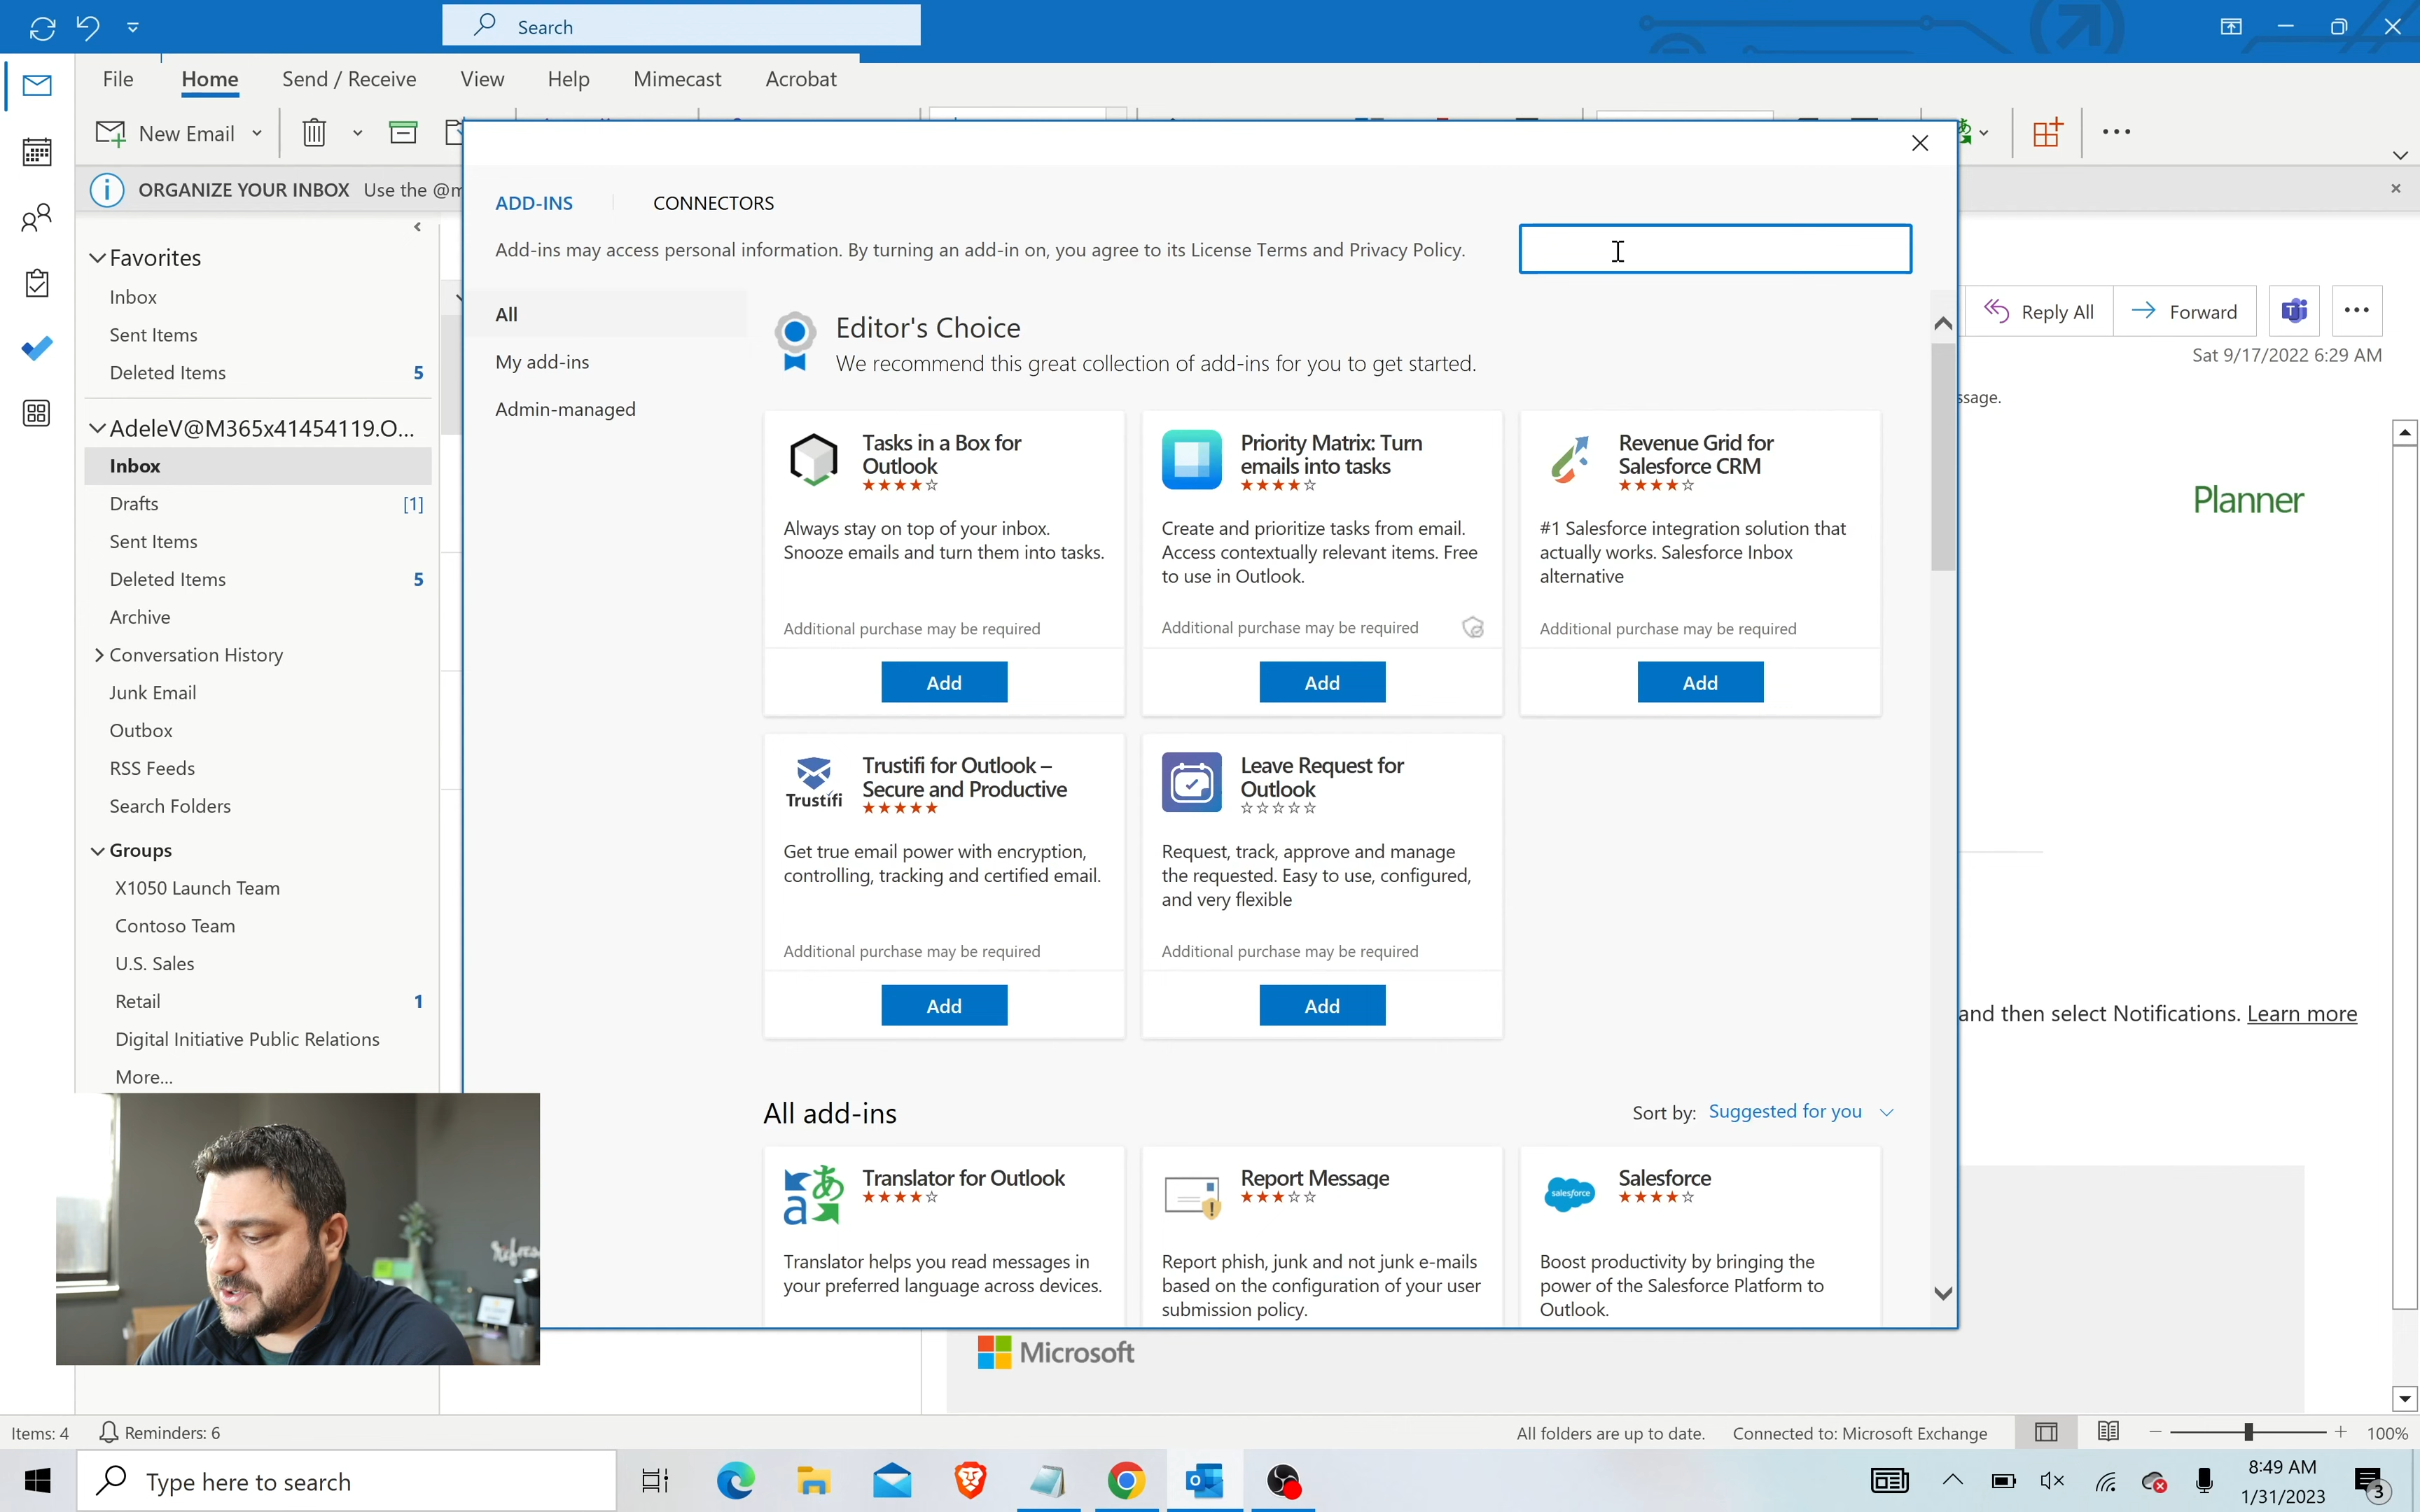 Search
File Home Send / Receive View Help Mimecast Acrobat
New Email
ORGANIZE YOUR INBOX Use the
ADD-INS CONNECTORS
Add-ins may access personal information. By turning an add-in on, you agree to its License Terms and Privacy Policy.
Favorites
Inbox
Sent Items
Deleted Items 5
AdeleV@M365x41454119.O...
Inbox
Drafts [1]
Sent Items
Deleted Items 5
Archive
Conversation History
Junk Email
Outbox
RSS Feeds
Search Folders
Groups
X1050 Launch Team
Contoso Team
U.S. Sales
Retail 1
Digital Initiative Public Relations
More...
All
My add-ins
Admin-managed
Editor's Choice
We recommend this great collection of add-ins for you to get started.
Tasks in a Box for
Outlook
Always stay on top of your inbox.
Snooze emails and turn them into tasks.
Additional purchase may be required
Add
Priority Matrix: Turn
emails into tasks
Create and prioritize tasks from email.
Access contextually relevant items. Free
to use in Outlook.
Additional purchase may be required
Add
Revenue Grid for
Salesforce CRM
#1 Salesforce integration solution that
actually works. Salesforce Inbox
alternative
Additional purchase may be required
Add
Trustifi
Trustifi for Outlook –
Secure and Productive
Get true email power with encryption,
controlling, tracking and certified email.
Additional purchase may be required
Add
Leave Request for
Outlook
Request, track, approve and manage
the requested. Easy to use, configured,
and very flexible
Additional purchase may be required
Add
All add-ins
Sort by: Suggested for you
Translator for Outlook
Translator helps you read messages in
your preferred language across devices.
Report Message
Report phish, junk and not junk e-mails
based on the configuration of your user
submission policy.
salesforce
Salesforce
Boost productivity by bringing the
power of the Salesforce Platform to
Outlook.
Reply All Forward
Sat 9/17/2022 6:29 AM
ssage.
Planner
and then select Notifications. Learn more
Microsoft
Items: 4 Reminders: 6 All folders are up to date. Connected to: Microsoft Exchange 100%
Type here to search
8:49 AM
1/31/2023
3